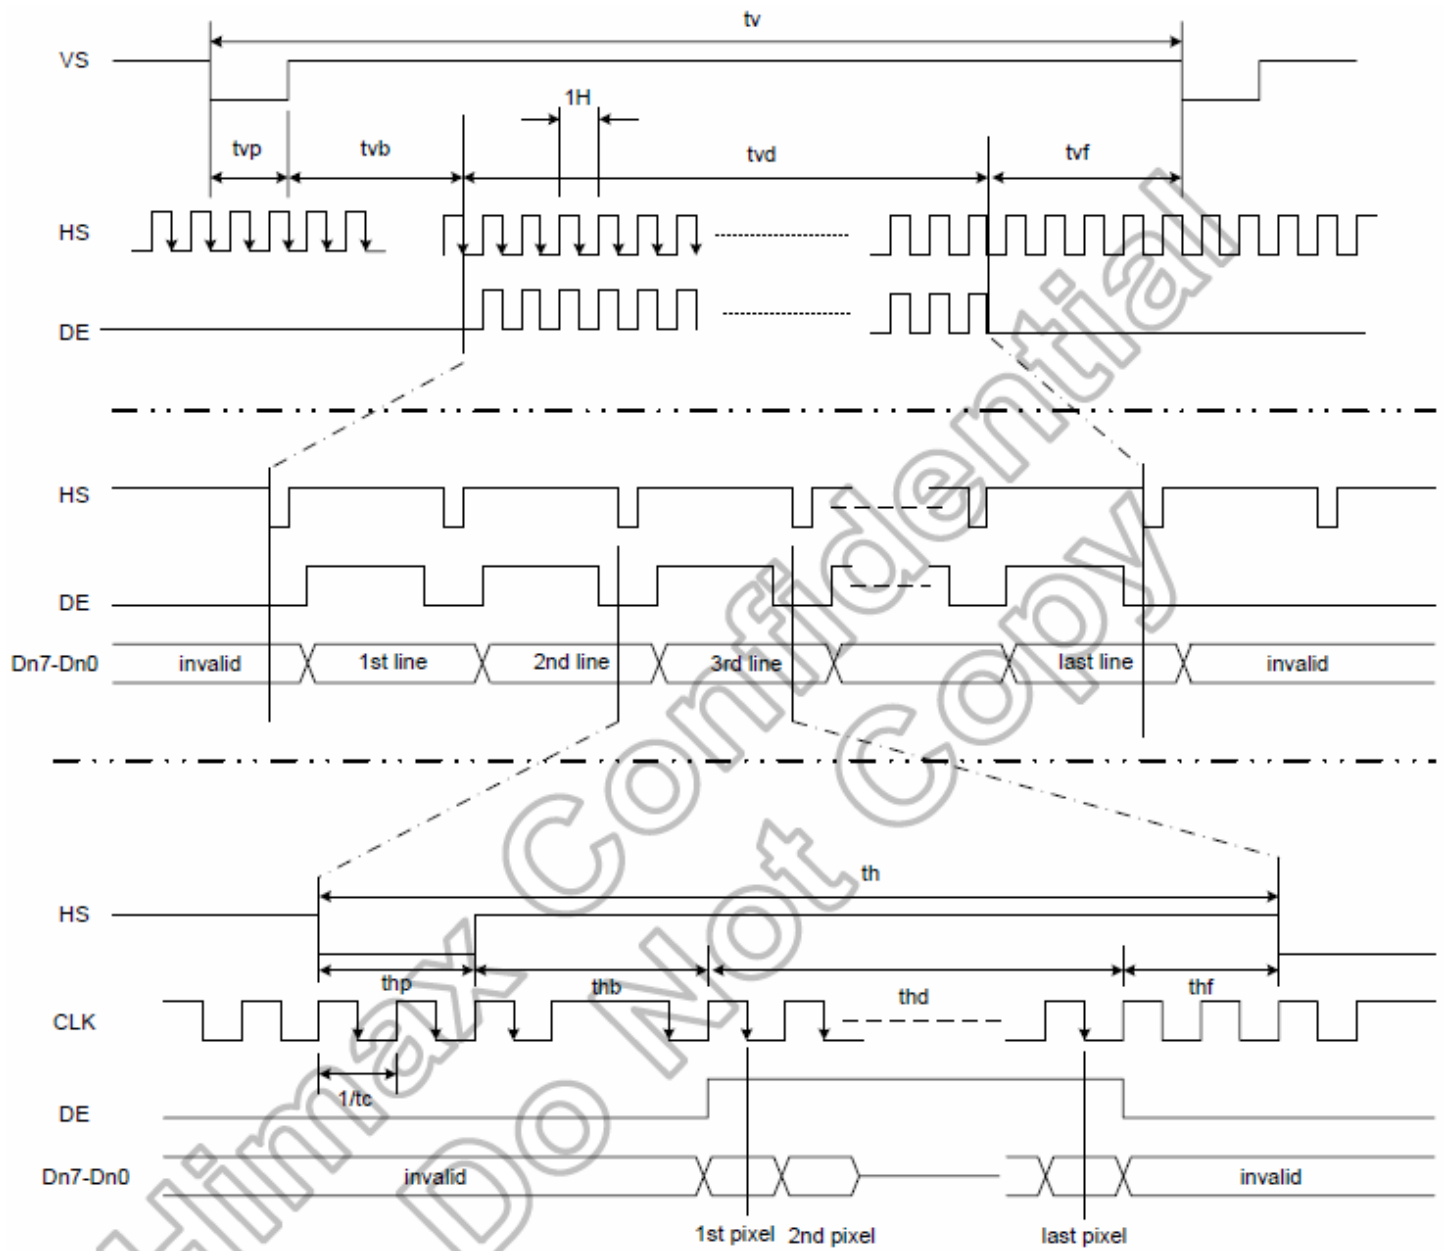 tv
VS
1H
tvp
tvb
tvd
tvf
HS
DE
HS
DE
Dn7-Dn0
invalid
1st line
2nd line
3rd line
last line
invalid
th
HS
thp
thb
thd
thf
CLK
1/tc
DE
Dn7-Dn0
invalid
invalid
1st pixel
2nd pixel
last pixel
Himax Confidential
Do Not Copy